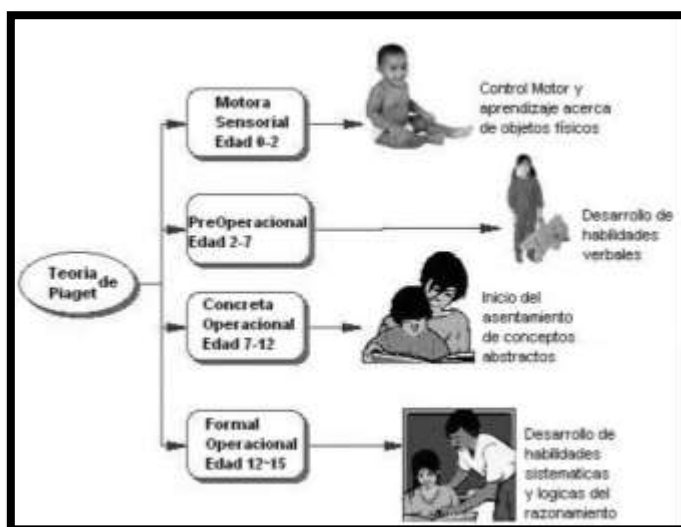 Teoria de
Piaget
Motora
Sensorial
Edad 0-2
Control Motor y
aprendizaje acerca
de objetos físicos
PreOperacional
Edad 2-7
Desarrollo de
habilidades
verbales
Concreta
Operacional
Edad 7-12
Inicio del
asentamiento
de conceptos
abstractos
Formal
Operacional
Edad 12-15
Desarrollo de
habilidades
sistematicas
y logicas del
razonamiento